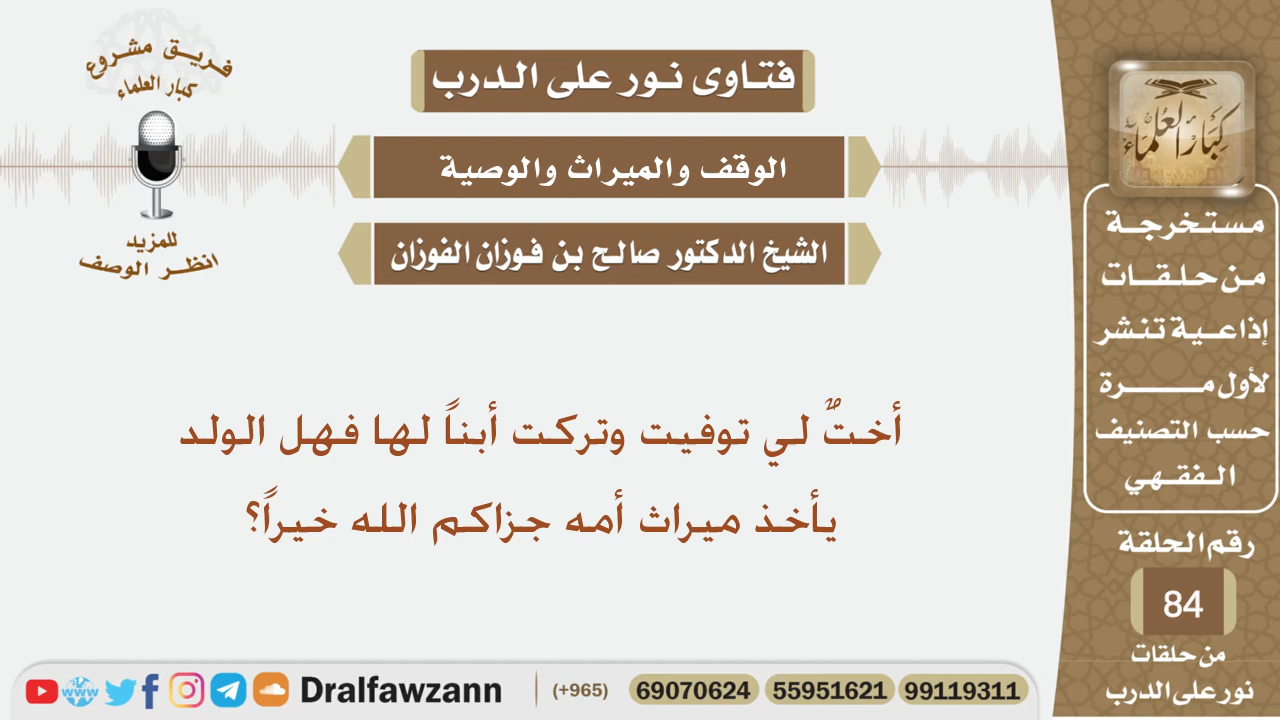 فريق مشروع
كبار العلماء
للمزيد
انظر الوصف
فتاوى نور على الدرب
الوقف والميراث والوصية
الشيخ الدكتور صالح بن فوزان الفوزان
أختٌ لي توفيت وتركت أبناً لها فهل الولد
يأخذ ميراث أمه جزاكم الله خيراً؟
كبار العلماء
مستخرجة
من حلقات
إذاعية تنشر
لأول مرة
حسب التصنيف
الفقهي
رقم الحلقة
84
من حلقات
نور على الدرب
www Dralfawzann (+965) 69070624 55951621 99119311